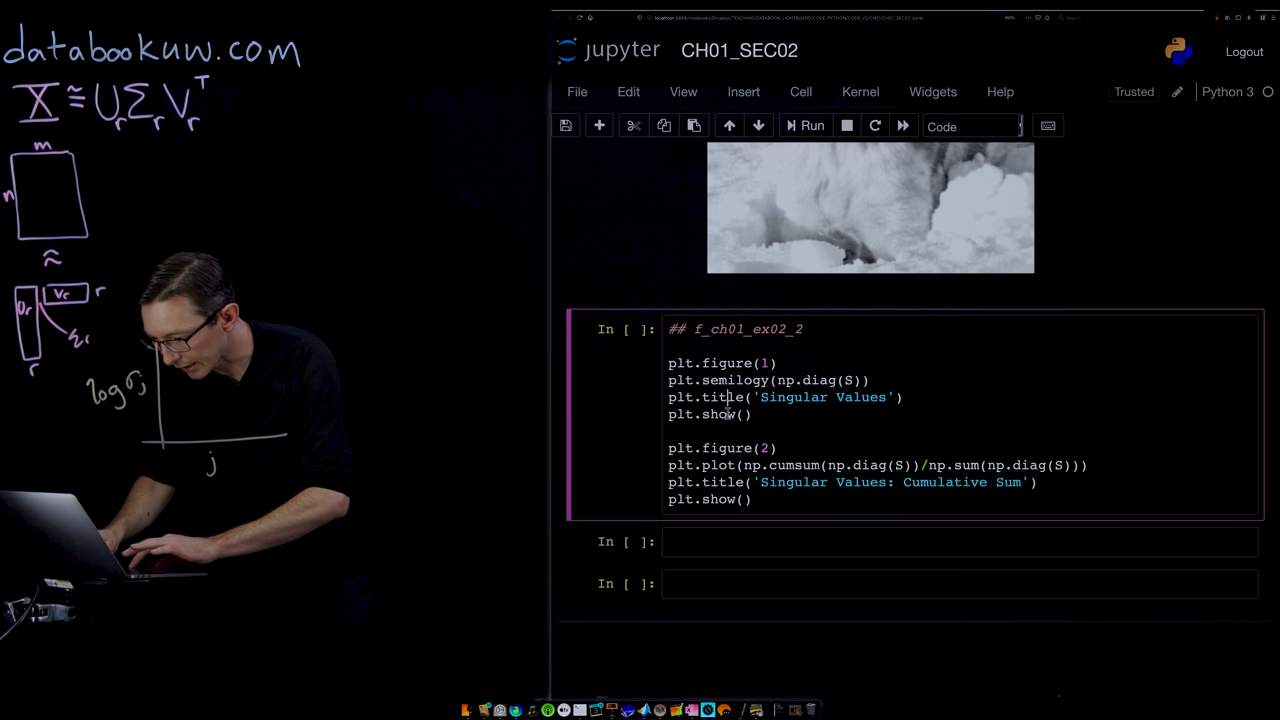 databookuw.com
X ≈ UrΣrVrᵀ
m
n
≈
Ur Vr r
Σr
r
log σj
j
jupyter CH01_SEC02 Logout
File Edit View Insert Cell Kernel Widgets Help Trusted Python 3
Run Code
In [ ]: ## f_ch01_ex02_2
plt.figure(1)
plt.semilogy(np.diag(S))
plt.title('Singular Values')
plt.show()
plt.figure(2)
plt.plot(np.cumsum(np.diag(S))/np.sum(np.diag(S)))
plt.title('Singular Values: Cumulative Sum')
plt.show()
In [ ]:
In [ ]: